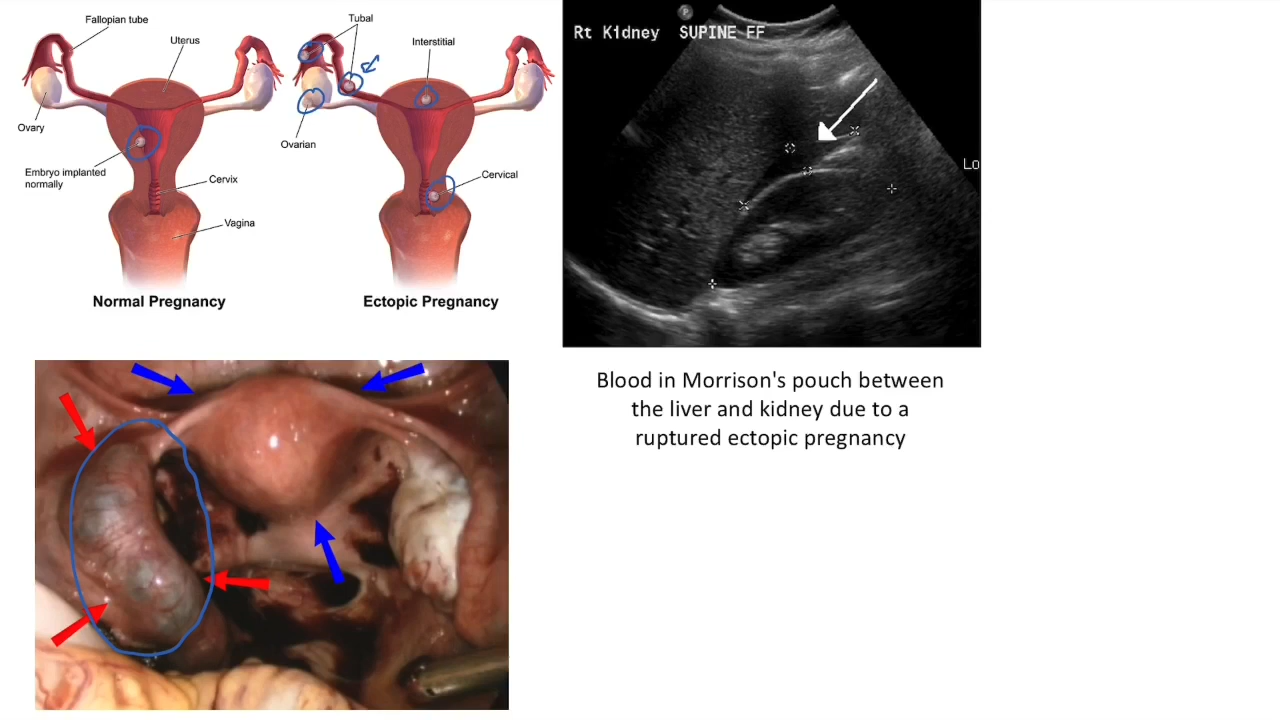 Fallopian tube
Uterus
Ovary
Embryo implanted
normally
Cervix
Vagina
Normal Pregnancy
Tubal
Interstitial
Ovarian
Cervical
Ectopic Pregnancy
P
Rt Kidney SUPINE FF
Lo
Blood in Morrison's pouch between
the liver and kidney due to a
ruptured ectopic pregnancy